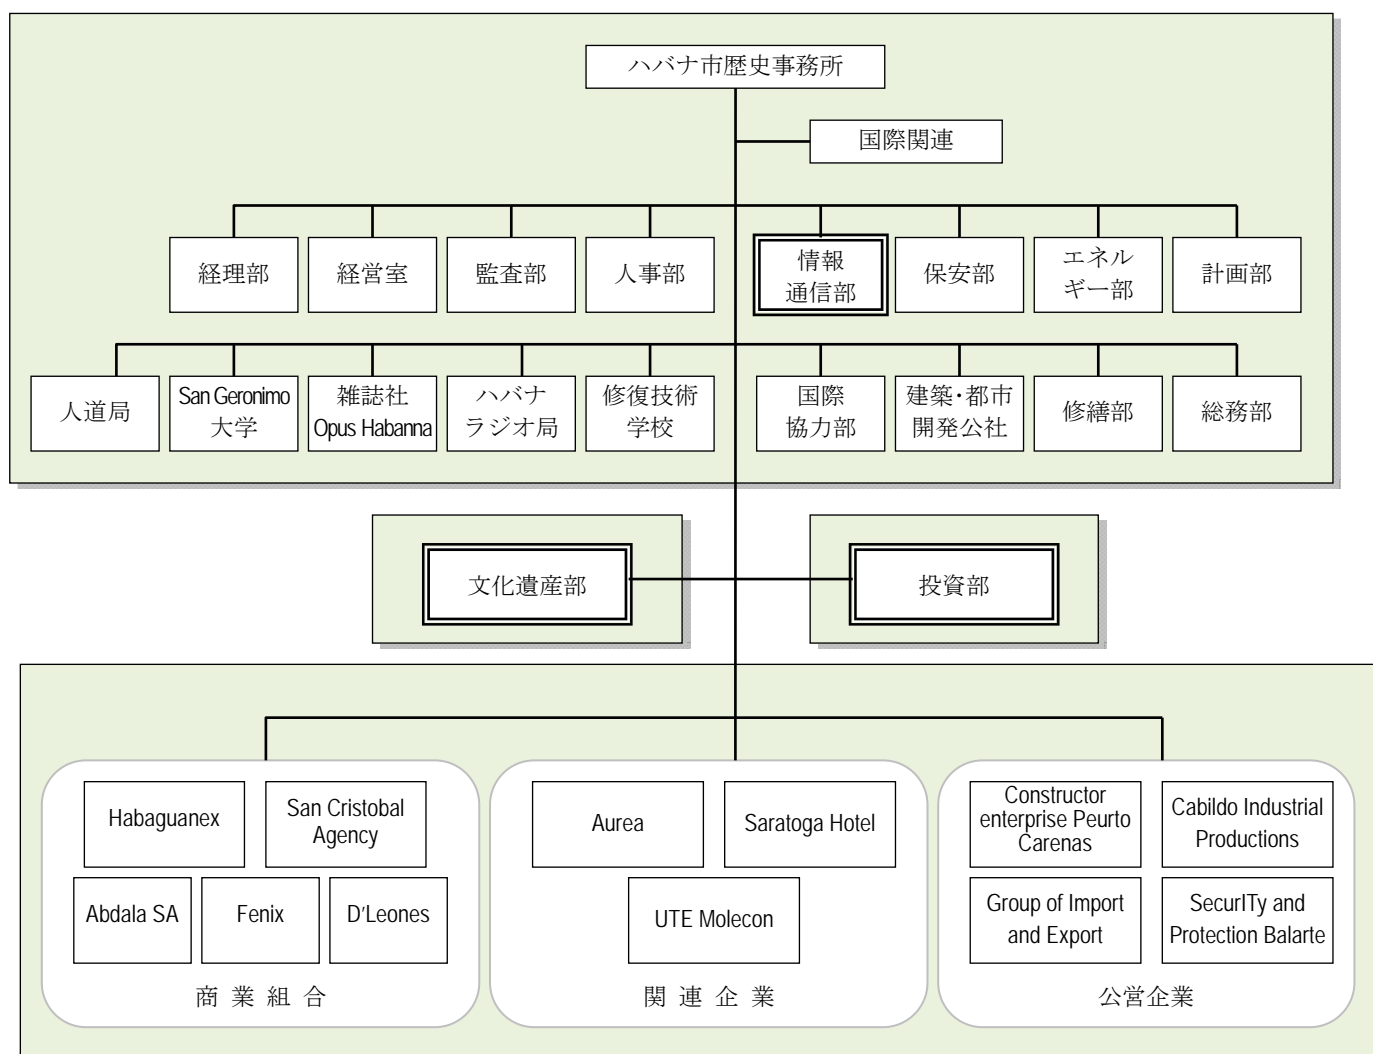 ハバナ市歴史事務所
国際関連
経理部
経営室
監査部
人事部
情報
通信部
保安部
エネル
ギー部
計画部
人道局
San Geronimo
大学
雑誌社
Opus Habanna
ハバナ
ラジオ局
修復技術
学校
国際
協力部
建築・都市
開発公社
修繕部
総務部
文化遺産部
投資部
Habaguanex
San Cristobal
Agency
Abdala SA
Fenix
D'Leones
商業組合
Aurea
Saratoga Hotel
UTE Molecon
関連企業
Constructor
enterprise Peurto
Carenas
Cabildo Industrial
Productions
Group of Import
and Export
SecurITy and
Protection Balarte
公営企業